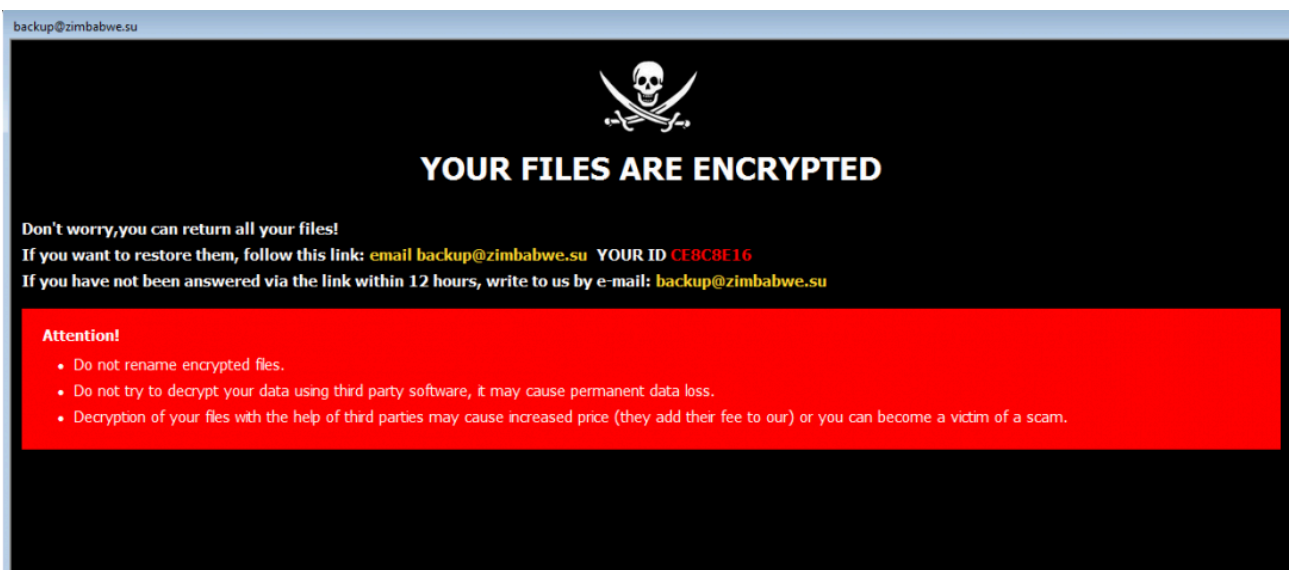 backup@zimbabwe.su
YOUR FILES ARE ENCRYPTED
Don't worry,you can return all your files!
If you want to restore them, follow this link: email backup@zimbabwe.su YOUR ID CE8C8E16
If you have not been answered via the link within 12 hours, write to us by e-mail: backup@zimbabwe.su
Attention!
• Do not rename encrypted files.
• Do not try to decrypt your data using third party software, it may cause permanent data loss.
• Decryption of your files with the help of third parties may cause increased price (they add their fee to our) or you can become a victim of a scam.